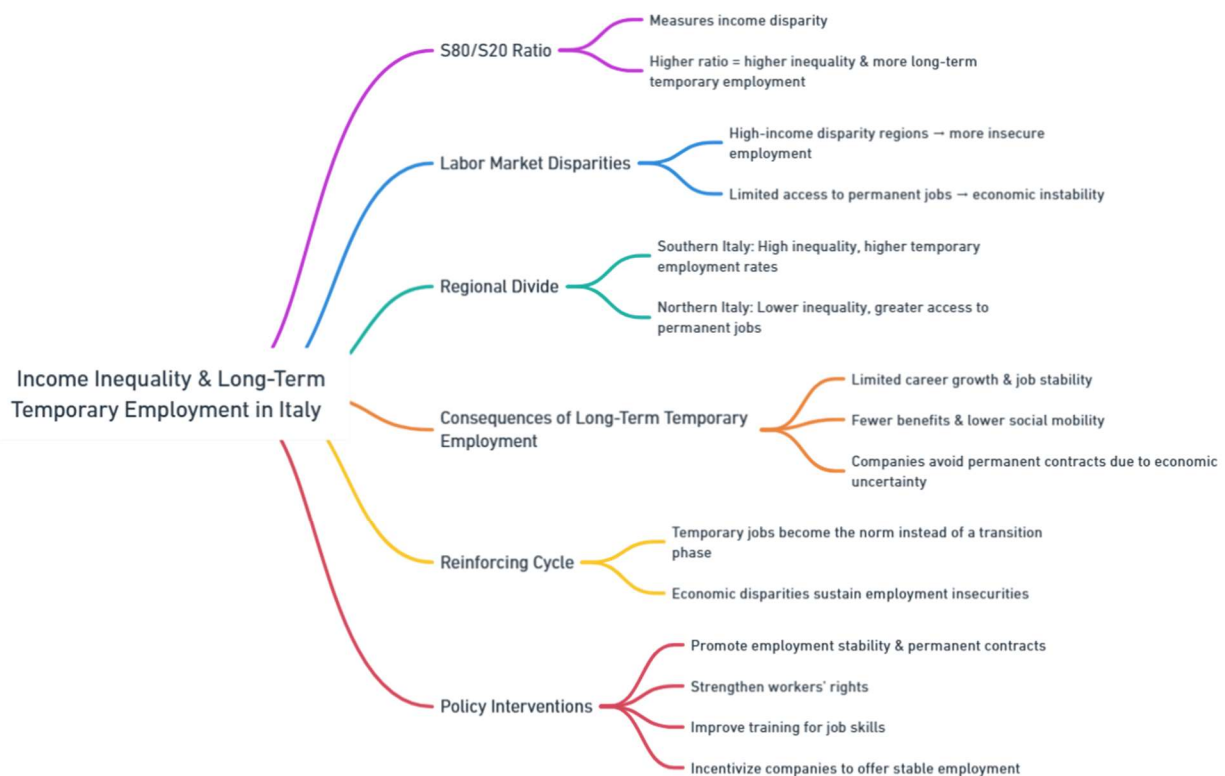 S80/S20 Ratio
Measures income disparity
Higher ratio = higher inequality & more long-term
temporary employment
Labor Market Disparities
High-income disparity regions → more insecure
employment
Limited access to permanent jobs → economic instability
Regional Divide
Southern Italy: High inequality, higher temporary
employment rates
Northern Italy: Lower inequality, greater access to
permanent jobs
Income Inequality & Long-Term
Temporary Employment in Italy
Consequences of Long-Term Temporary
Employment
Limited career growth & job stability
Fewer benefits & lower social mobility
Companies avoid permanent contracts due to economic
uncertainty
Reinforcing Cycle
Temporary jobs become the norm instead of a transition
phase
Economic disparities sustain employment insecurities
Policy Interventions
Promote employment stability & permanent contracts
Strengthen workers' rights
Improve training for job skills
Incentivize companies to offer stable employment